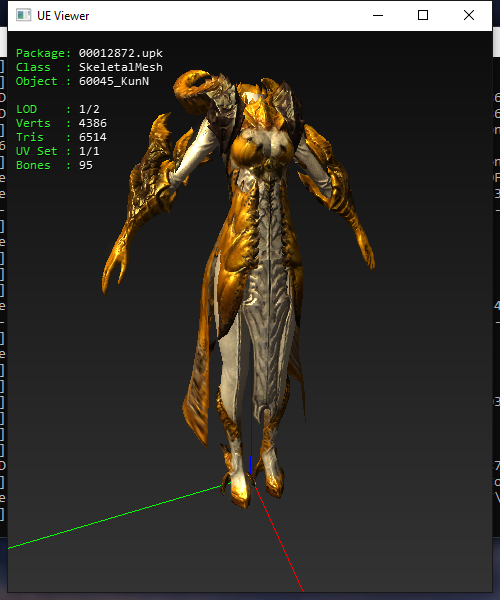 UE Viewer
Package: 00012872.upk
Class : SkeletalMesh
Object : 60045_KunN
LOD : 1/2
Verts : 4386
Tris : 6514
UV Set : 1/1
Bones : 95